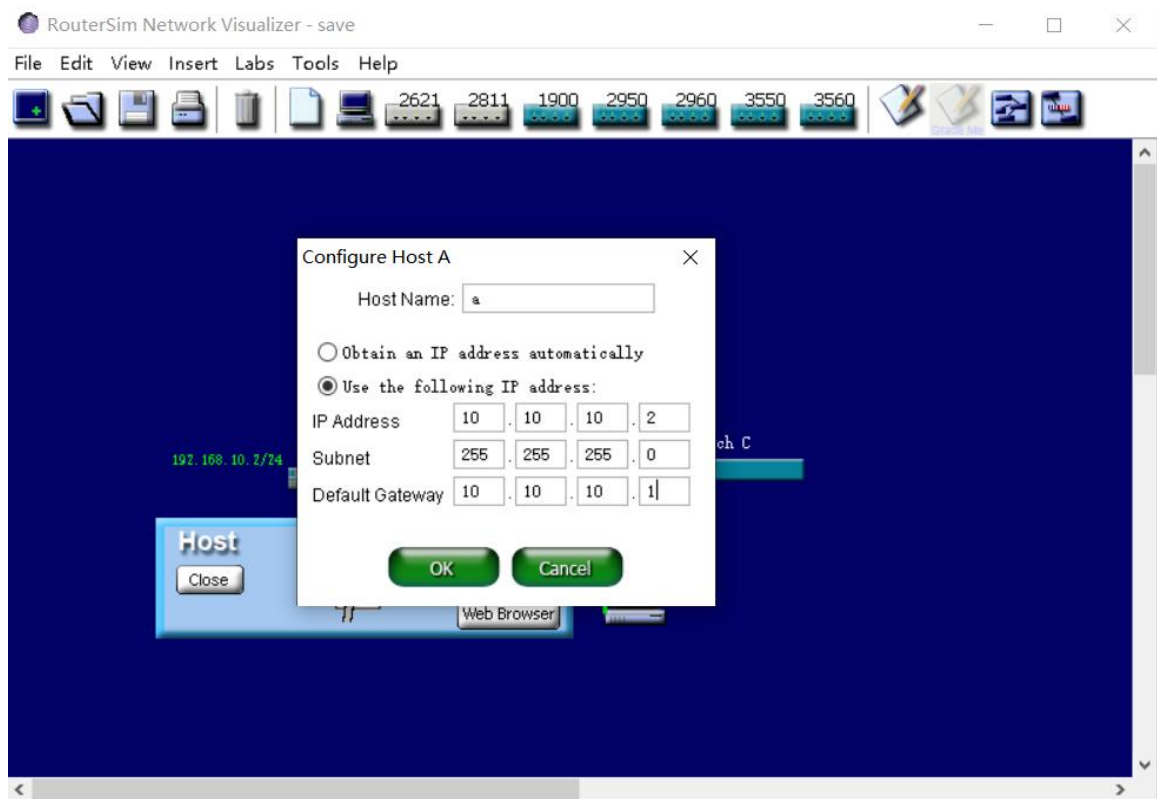 RouterSim Network Visualizer - save
File Edit View Insert Labs Tools Help
2621 2811 1900 2950 2960 3550 3560
Grade Me
Configure Host A
Host Name: a
Obtain an IP address automatically
Use the following IP address:
IP Address 10 . 10 . 10 . 2
ch C
192.168.10.2/24
Subnet 255 . 255 . 255 . 0
Default Gateway 10 . 10 . 10 . 1
Host
Close
OK Cancel
Web Browser